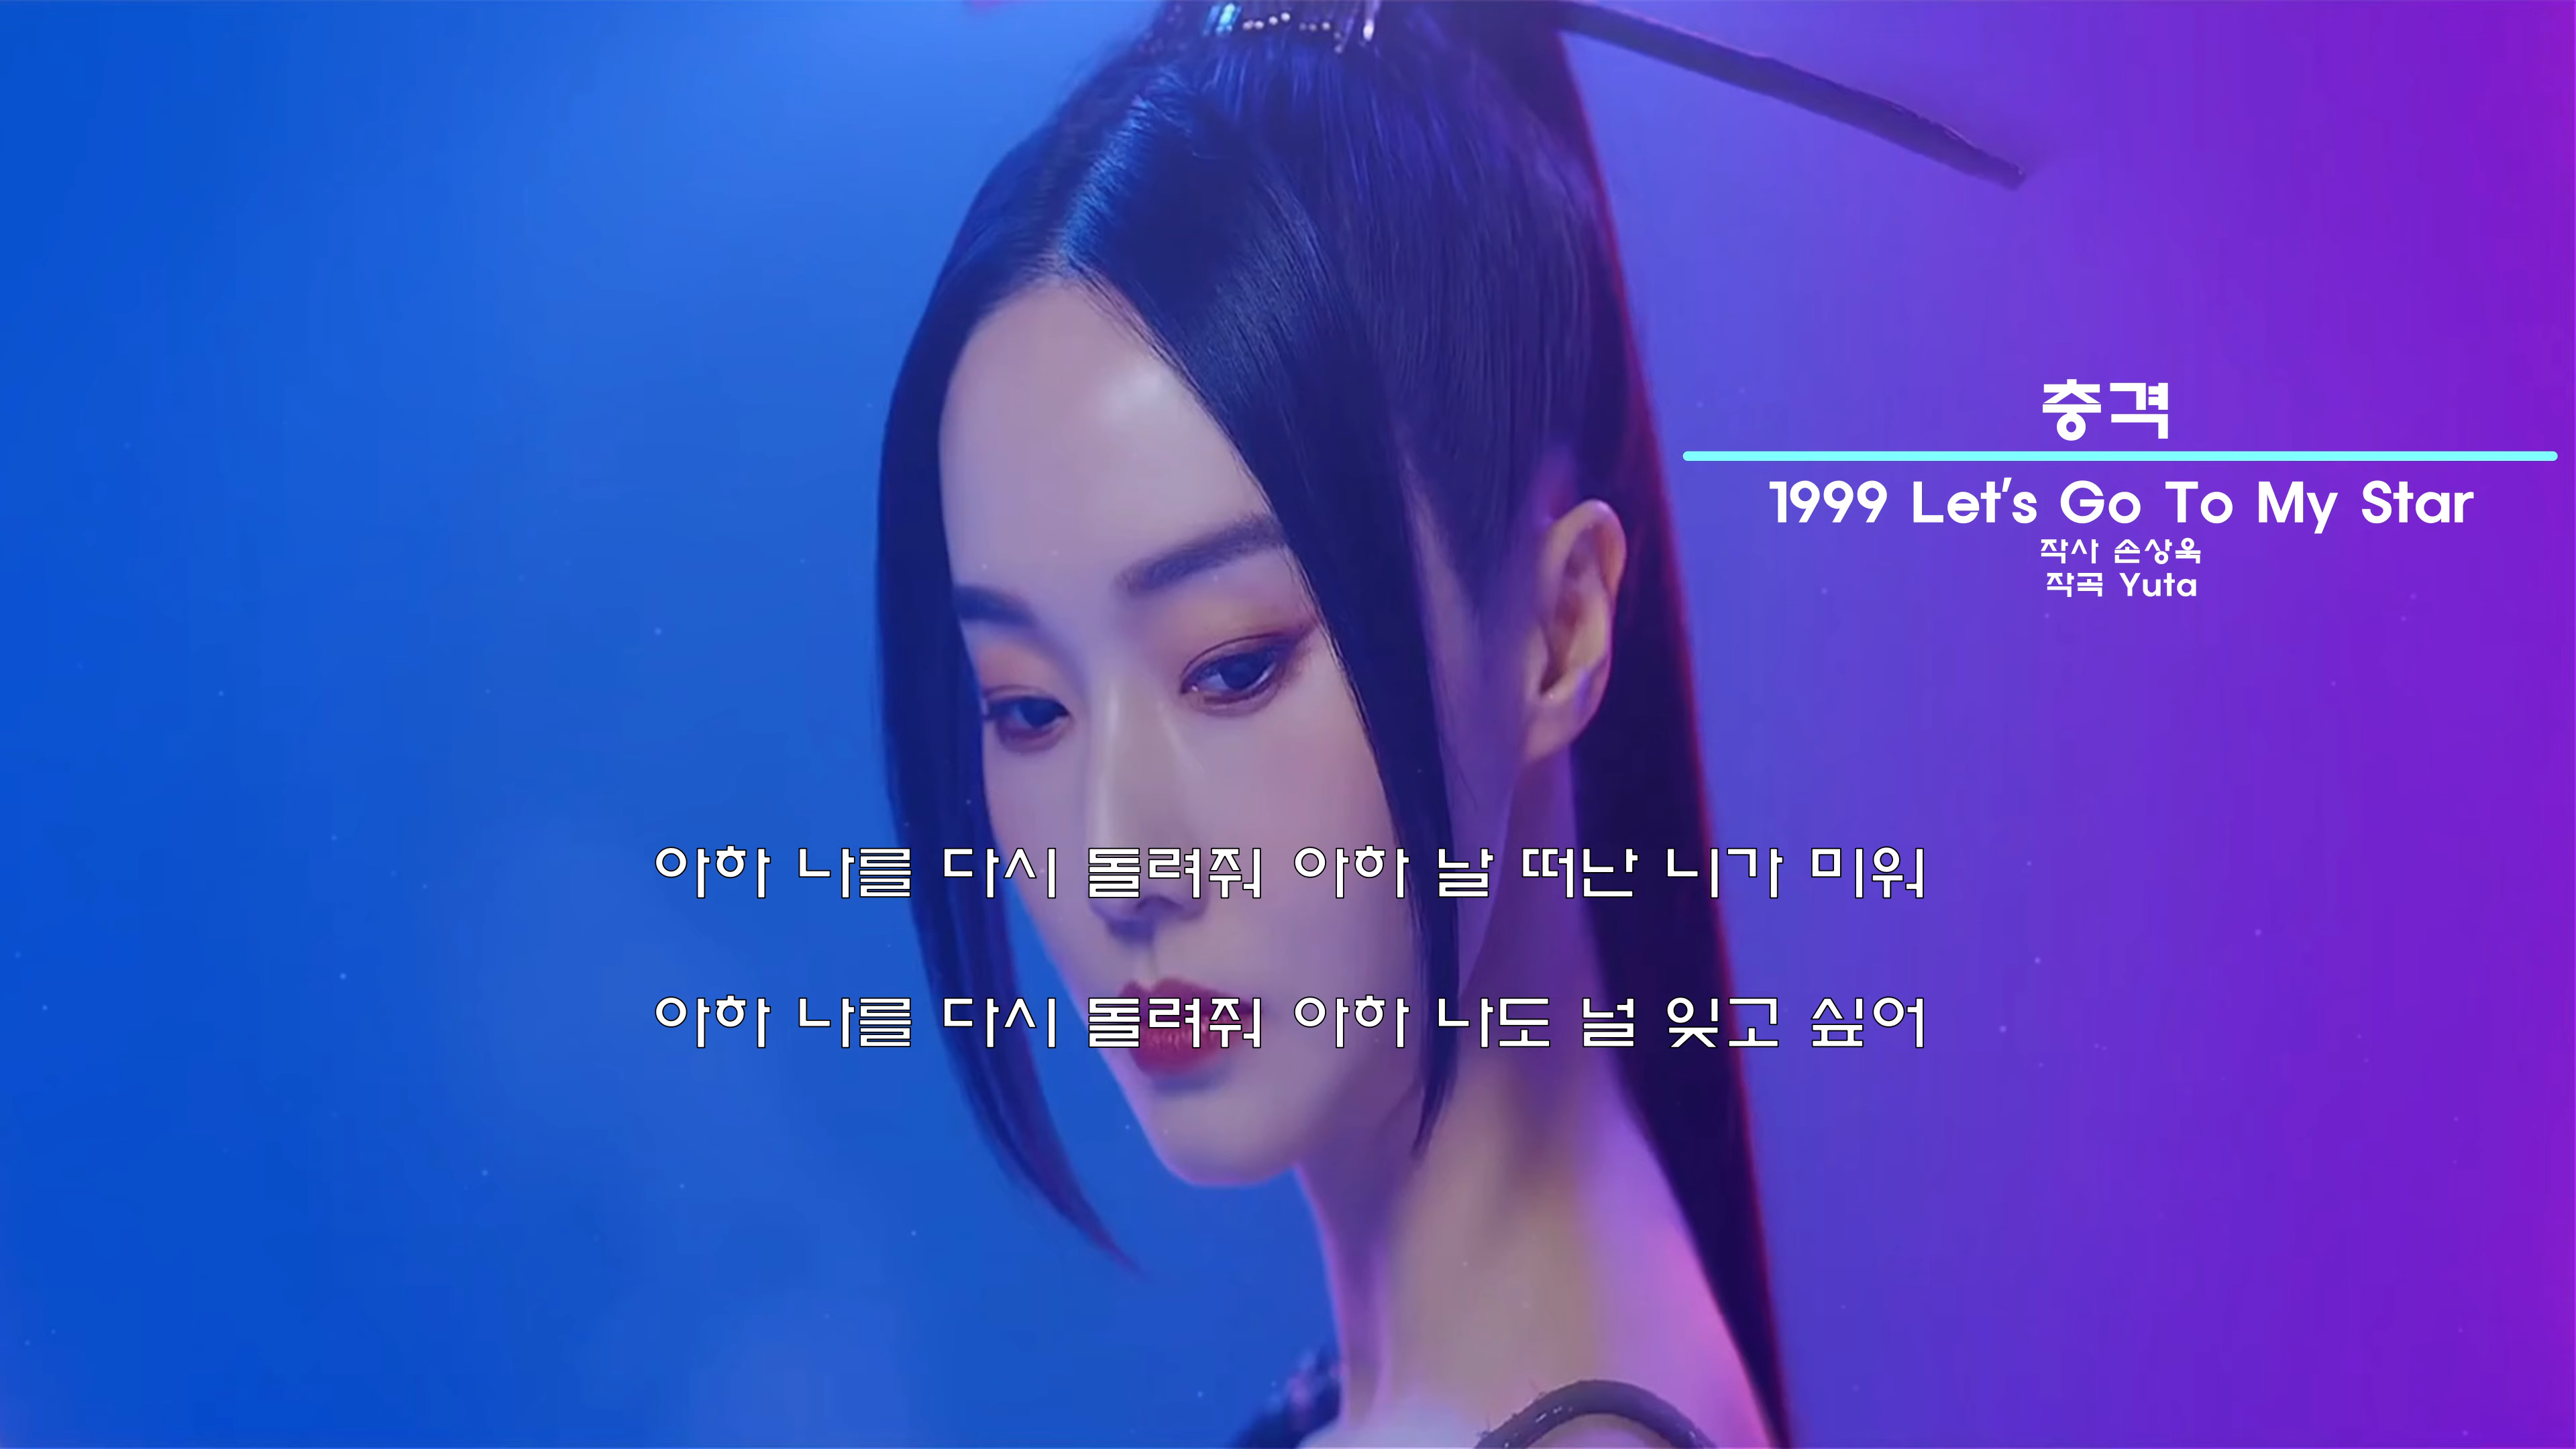 충격
1999 Let's Go To My Star
작사 손상욱
작곡 Yuta
아하 나를 다시 돌려줘 아하 날 떠난 니가 미워
아하 나를 다시 돌려줘 아하 나도 널 잊고 싶어